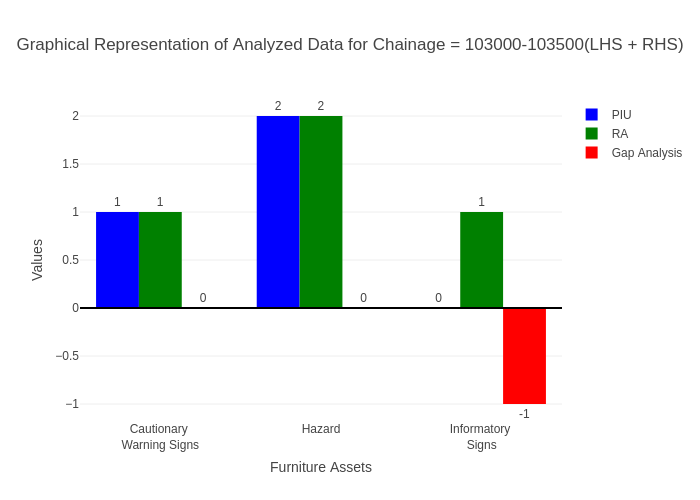 Graphical Representation of Analyzed Data for Chainage = 103000-103500(LHS + RHS)
PIU
RA
Gap Analysis
Values
2
1.5
1
0.5
0
−0.5
−1
1
1
0
2
2
0
0
1
-1
Cautionary
Warning Signs
Hazard
Informatory
Signs
Furniture Assets